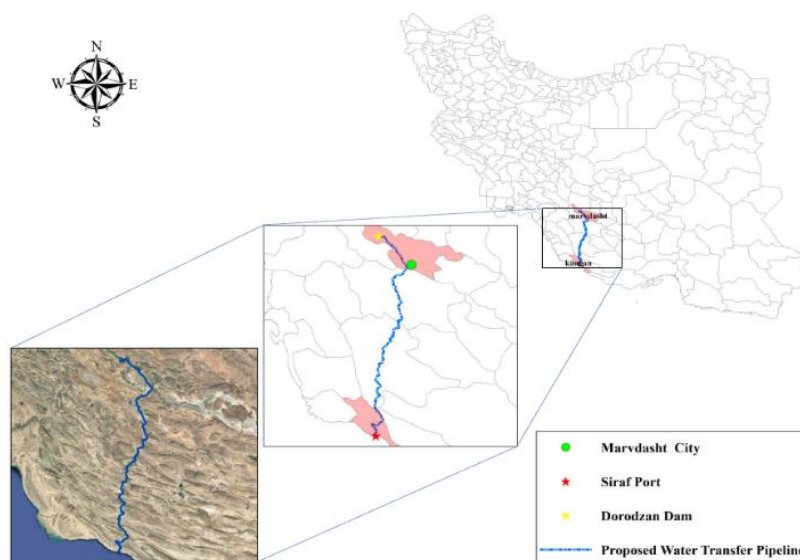 N
W E
S
marvdasht
kangan
Marvdasht City
Siraf Port
Dorodzan Dam
Proposed Water Transfer Pipeline